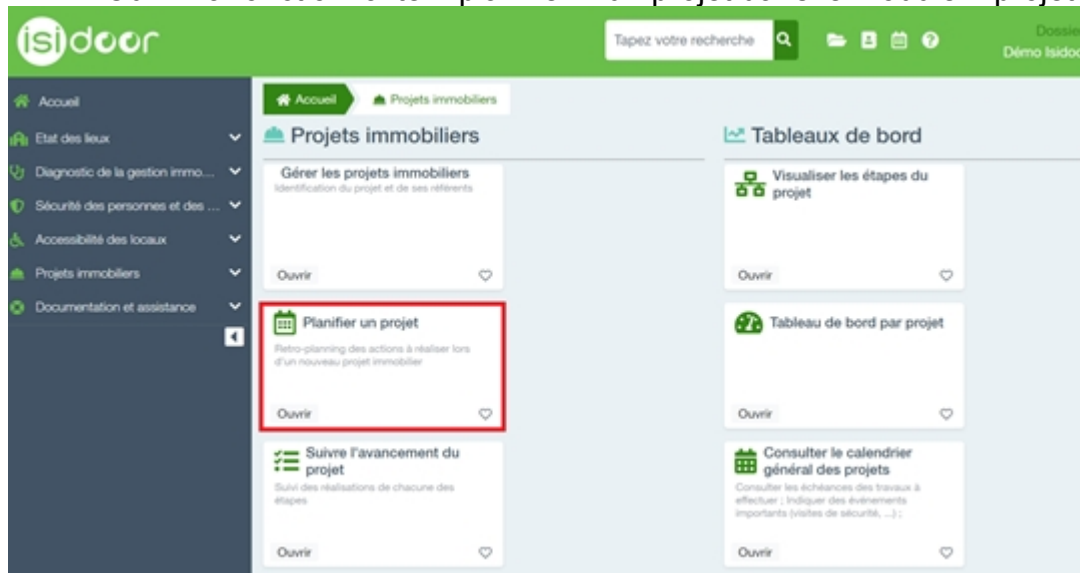 isidoor
Tapez votre recherche
Dossier
Démo Isidoo
Accueil
Etat des lieux
Diagnostic de la gestion immo...
Sécurité des personnes et des ...
Accessibilité des locaux
Projets immobiliers
Documentation et assistance
Accueil
Projets immobiliers
Projets immobiliers
Gérer les projets immobiliers
Identification du projet et de ses référents
Ouvrir
Planifier un projet
Retro-planning des actions à réaliser lors
d'un nouveau projet immobilier
Ouvrir
Suivre l'avancement du
projet
Suivi des réalisations de chacune des
étapes
Ouvrir
Tableaux de bord
Visualiser les étapes du
projet
Ouvrir
Tableau de bord par projet
Ouvrir
Consulter le calendrier
général des projets
Consulter les échéances des travaux à
effectuer ; Indiquer des événements
importants (visites de sécurité, ...) ;
Ouvrir